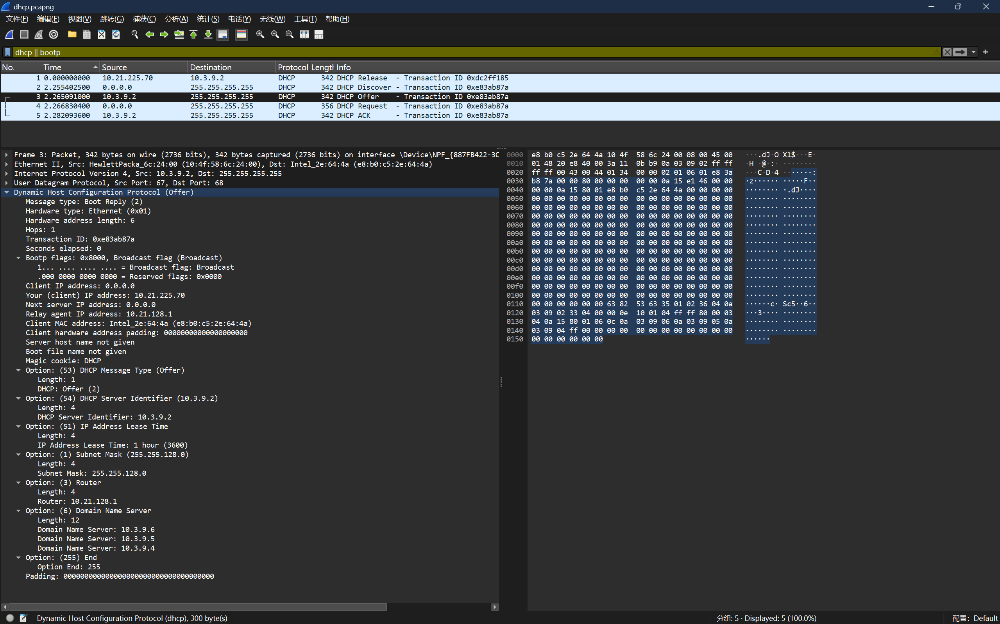 dhcp.pcapng
文件(F) 编辑(E) 视图(V) 跳转(G) 捕获(C) 分析(A) 统计(S) 电话(Y) 无线(W) 工具(T) 帮助(H)
dhcp || bootp
No. Time Source Destination Protocol Length Info
1 0.000000000 10.21.225.70 10.3.9.2 DHCP 342 DHCP Release - Transaction ID 0xdc2ff185
2 2.255402500 0.0.0.0 255.255.255.255 DHCP 342 DHCP Discover - Transaction ID 0xe83ab87a
3 2.265091000 10.3.9.2 255.255.255.255 DHCP 342 DHCP Offer - Transaction ID 0xe83ab87a
4 2.266830400 0.0.0.0 255.255.255.255 DHCP 356 DHCP Request - Transaction ID 0xe83ab87a
5 2.282093600 10.3.9.2 255.255.255.255 DHCP 342 DHCP ACK - Transaction ID 0xe83ab87a
Frame 3: Packet, 342 bytes on wire (2736 bits), 342 bytes captured (2736 bits) on interface \Device\NPF_{887FB422-3C
Ethernet II, Src: HewlettPacka_6c:24:00 (10:4f:58:6c:24:00), Dst: Intel_2e:64:4a (e8:b0:c5:2e:64:4a)
Internet Protocol Version 4, Src: 10.3.9.2, Dst: 255.255.255.255
User Datagram Protocol, Src Port: 67, Dst Port: 68
Dynamic Host Configuration Protocol (Offer)
Message type: Boot Reply (2)
Hardware type: Ethernet (0x01)
Hardware address length: 6
Hops: 1
Transaction ID: 0xe83ab87a
Seconds elapsed: 0
Bootp flags: 0x8000, Broadcast flag (Broadcast)
1... .... .... .... = Broadcast flag: Broadcast
.000 0000 0000 0000 = Reserved flags: 0x0000
Client IP address: 0.0.0.0
Your (client) IP address: 10.21.225.70
Next server IP address: 0.0.0.0
Relay agent IP address: 10.21.128.1
Client MAC address: Intel_2e:64:4a (e8:b0:c5:2e:64:4a)
Client hardware address padding: 00000000000000000000
Server host name not given
Boot file name not given
Magic cookie: DHCP
Option: (53) DHCP Message Type (Offer)
Length: 1
DHCP: Offer (2)
Option: (54) DHCP Server Identifier (10.3.9.2)
Length: 4
DHCP Server Identifier: 10.3.9.2
Option: (51) IP Address Lease Time
Length: 4
IP Address Lease Time: 1 hour (3600)
Option: (1) Subnet Mask (255.255.128.0)
Length: 4
Subnet Mask: 255.255.128.0
Option: (3) Router
Length: 4
Router: 10.21.128.1
Option: (6) Domain Name Server
Length: 12
Domain Name Server: 10.3.9.6
Domain Name Server: 10.3.9.5
Domain Name Server: 10.3.9.4
Option: (255) End
Option End: 255
Padding: 000000000000000000000000000000000000
0000 e8 b0 c5 2e 64 4a 10 4f 58 6c 24 00 08 00 45 00 ···.dJ·O Xl$···E·
0010 01 48 20 e8 40 00 3a 11 0b b9 0a 03 09 02 ff ff ·H ·@·:· ········
0020 ff ff 00 43 00 44 01 34 00 00 02 01 06 01 e8 3a ···C·D·4 ·······:
0030 b8 7a 00 00 80 00 00 00 00 00 0a 15 e1 46 00 00 ·z······ ·····F··
0040 00 00 0a 15 80 01 e8 b0 c5 2e 64 4a 00 00 00 00 ········ ·.dJ····
0050 00 00 00 00 00 00 00 00 00 00 00 00 00 00 00 00 ········ ········
0060 00 00 00 00 00 00 00 00 00 00 00 00 00 00 00 00 ········ ········
0070 00 00 00 00 00 00 00 00 00 00 00 00 00 00 00 00 ········ ········
0080 00 00 00 00 00 00 00 00 00 00 00 00 00 00 00 00 ········ ········
0090 00 00 00 00 00 00 00 00 00 00 00 00 00 00 00 00 ········ ········
00a0 00 00 00 00 00 00 00 00 00 00 00 00 00 00 00 00 ········ ········
00b0 00 00 00 00 00 00 00 00 00 00 00 00 00 00 00 00 ········ ········
00c0 00 00 00 00 00 00 00 00 00 00 00 00 00 00 00 00 ········ ········
00d0 00 00 00 00 00 00 00 00 00 00 00 00 00 00 00 00 ········ ········
00e0 00 00 00 00 00 00 00 00 00 00 00 00 00 00 00 00 ········ ········
00f0 00 00 00 00 00 00 00 00 00 00 00 00 00 00 00 00 ········ ········
0100 00 00 00 00 00 00 00 00 00 00 00 00 00 00 00 00 ········ ········
0110 00 00 00 00 00 00 63 82 53 63 35 01 02 36 04 0a ······c· Sc5··6··
0120 03 09 02 33 04 00 00 0e 10 01 04 ff ff 80 00 03 ···3···· ········
0130 04 0a 15 80 01 06 0c 0a 03 09 06 0a 03 09 05 0a ········ ········
0140 03 09 04 ff 00 00 00 00 00 00 00 00 00 00 00 00 ········ ········
0150 00 00 00 00 00 00 ······
Dynamic Host Configuration Protocol (dhcp), 300 byte(s) 分组: 5 · Displayed: 5 (100.0%) 配置: Default